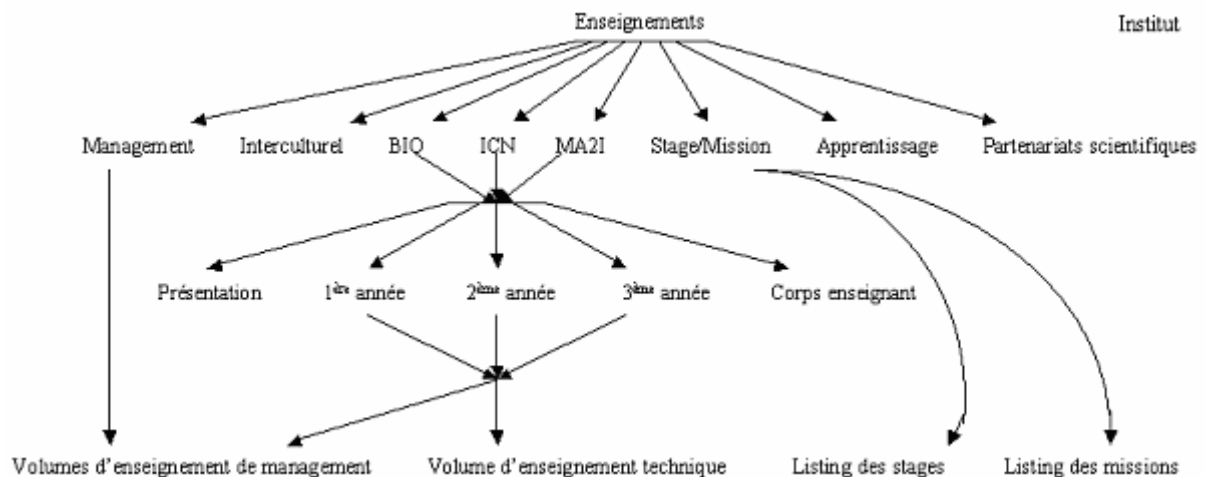 Enseignements Institut
Management Interculturel BIO ICN MA2I Stage/Mission Apprentissage Partenariats scientifiques
Présentation 1ère année 2ème année 3ème année Corps enseignant
Volumes d'enseignement de management Volume d'enseignement technique Listing des stages Listing des missions